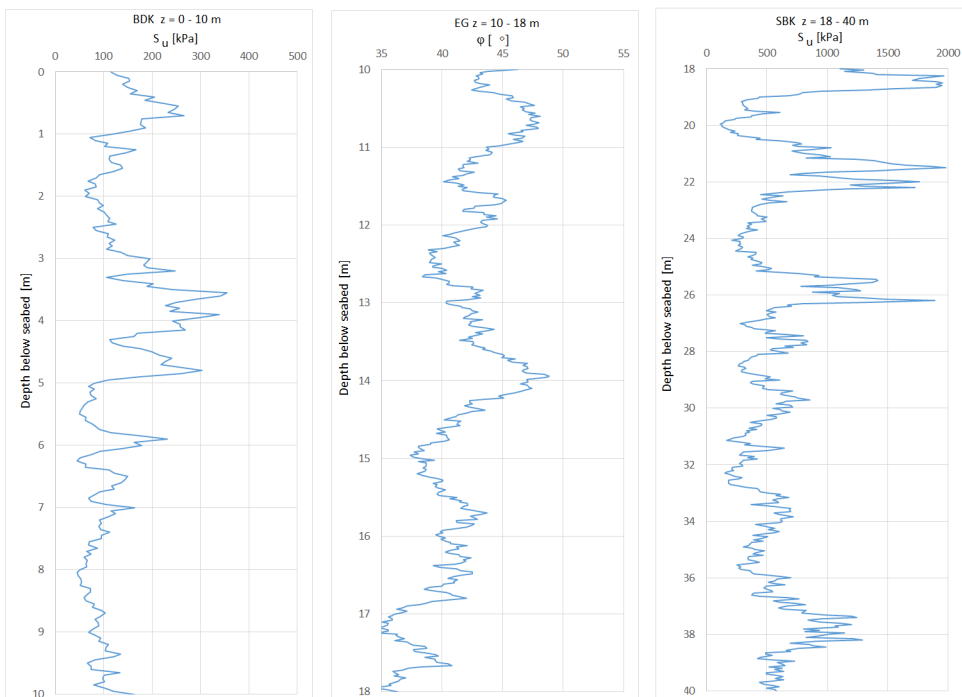 BDK z = 0 - 10 m
S u [kPa]
0 100 200 300 400 500
0
1
2
3
4
5
6
7
8
9
10
Depth below seabed [m]
EG z = 10 - 18 m
φ [ °]
35 40 45 50 55
10
11
12
13
14
15
16
17
18
Depth below seabed [m]
SBK z = 18 - 40 m
S u [kPa]
0 500 1000 1500 2000
18
20
22
24
26
28
30
32
34
36
38
40
Depth below seabed [m]